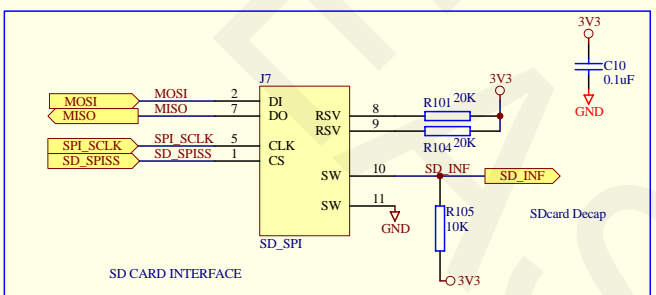 3V3
C10
0.1uF
GND
J7
MOSI
MOSI
2
DI
MISO
MISO
7
DO
SPI_SCLK
SPI_SCLK
5
CLK
SD_SPISS
SD_SPISS
1
CS
RSV
8
R101
20K
3V3
RSV
9
R104
20K
SW
10
SD_INF
SD_INF
SW
11
GND
R105
10K
3V3
SDcard Decap
SD_SPI
SD CARD INTERFACE